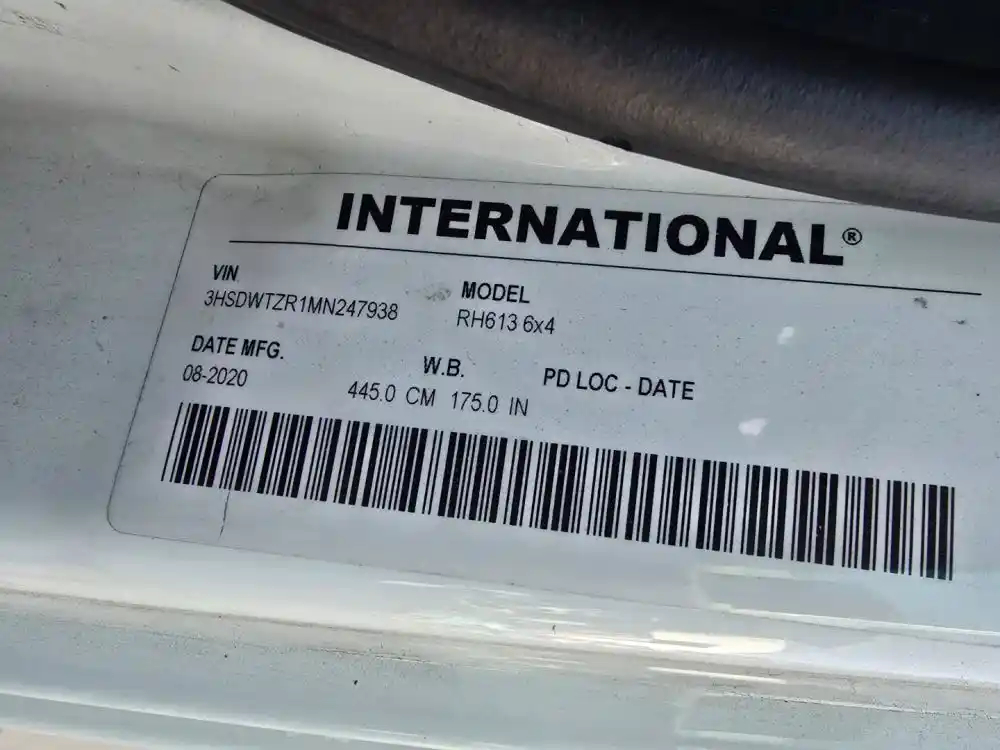 INTERNATIONAL®
VIN MODEL
3HSDWTZR1MN247938 RH613 6x4
DATE MFG. W.B. PD LOC - DATE
08-2020 445.0 CM 175.0 IN